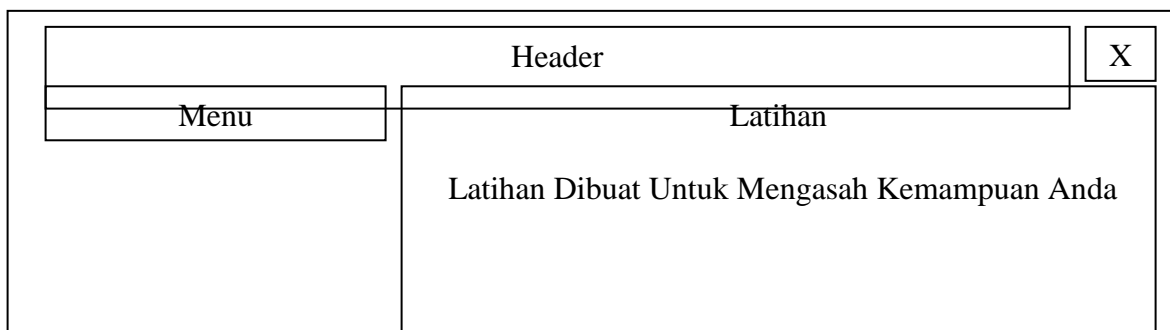 Header
X
Menu
Latihan
Latihan Dibuat Untuk Mengasah Kemampuan Anda